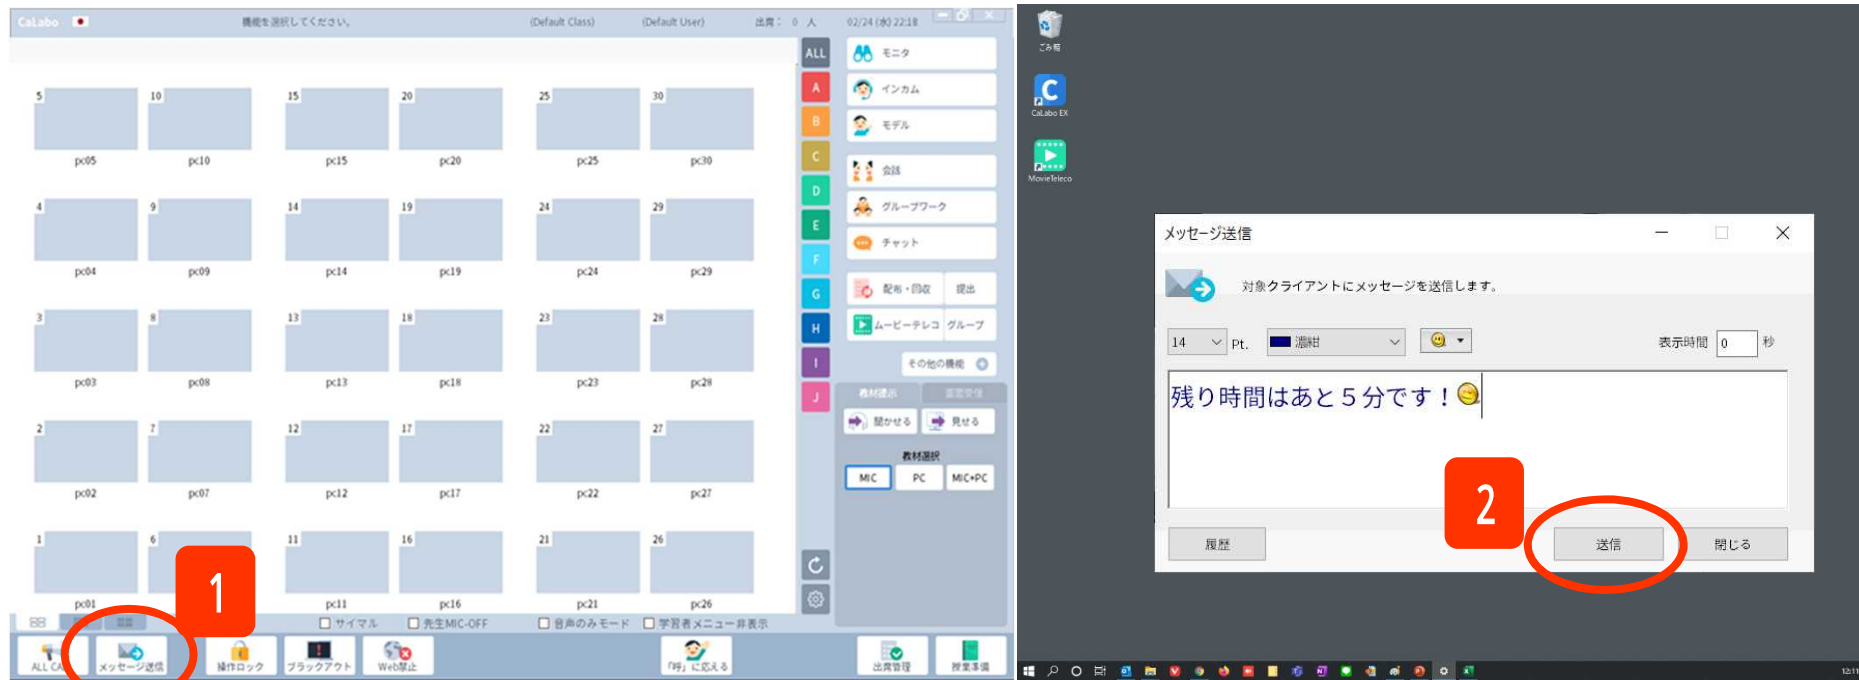 CaLabo
機能を選択してください。
(Default Class)
(Default User)
出席： 0 人
02/24 (水) 22:18
ALL
A
B
C
D
E
F
G
H
I
J
5
10
15
20
25
30
pc05
pc10
pc15
pc20
pc25
pc30
4
9
14
19
24
29
pc04
pc09
pc14
pc19
pc24
pc29
3
8
13
18
23
28
pc03
pc08
pc13
pc18
pc23
pc28
2
7
12
17
22
27
pc02
pc07
pc12
pc17
pc22
pc27
1
6
11
16
21
26
pc01
pc11
pc16
pc21
pc26
1
モニタ
インカム
モデル
会話
グループワーク
チャット
配布・回収
提出
ムービーテレコ
グループ
その他の機能
教材提示
画面受信
聞かせる
見せる
教材選択
MIC
PC
MIC+PC
サイマル
先生MIC-OFF
音声のみモード
学習者メニュー非表示
メッセージ送信
操作ロック
ブラックアウト
Web禁止
「呼」に応える
出席管理
授業準備
ごみ箱
CaLabo EX
MovieTeleco
メッセージ送信
対象クライアントにメッセージを送信します。
14
Pt.
濃紺
表示時間
0
秒
残り時間はあと５分です！
2
履歴
送信
閉じる
12:11